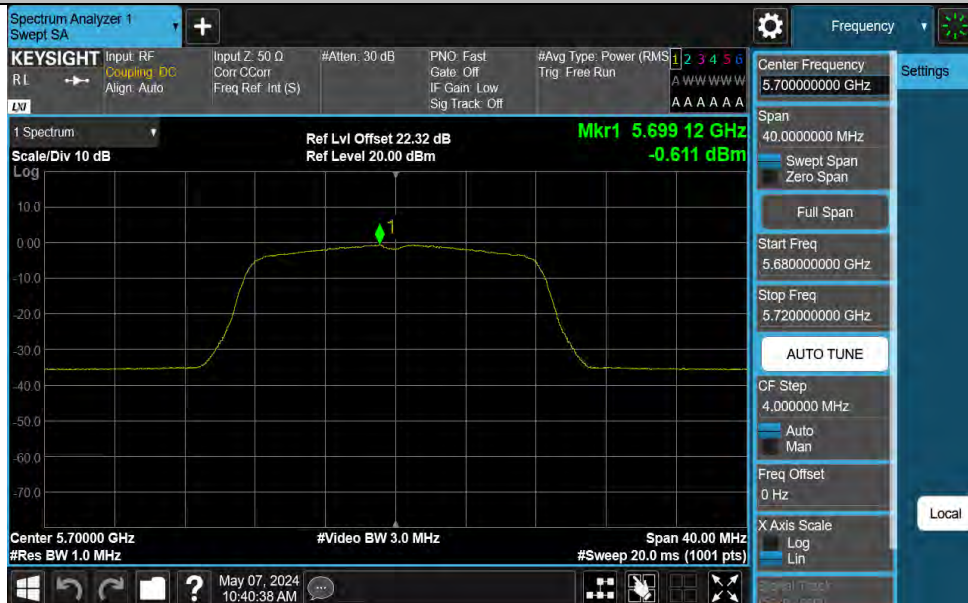 Spectrum Analyzer 1
Swept SA
Frequency
KEYSIGHT
RL
LXI
Input: RF
Coupling: DC
Align: Auto
Input Z: 50 Ω
Corr CCorr
Freq Ref: Int (S)
#Atten: 30 dB
PNO: Fast
Gate: Off
IF Gain: Low
Sig Track: Off
#Avg Type: Power (RMS
Trig: Free Run
1 2 3 4 5 6
A W W W W W
A A A A A A
1 Spectrum
Scale/Div 10 dB
Log
Ref Lvl Offset 22.32 dB
Ref Level 20.00 dBm
Mkr1 5.699 12 GHz
-0.611 dBm
1
10.0
0.00
-10.0
-20.0
-30.0
-40.0
-50.0
-60.0
-70.0
Center 5.70000 GHz
#Res BW 1.0 MHz
#Video BW 3.0 MHz
Span 40.00 MHz
#Sweep 20.0 ms (1001 pts)
?
May 07, 2024
10:40:38 AM
Center Frequency
5.700000000 GHz
Span
40.0000000 MHz
Swept Span
Zero Span
Full Span
Start Freq
5.680000000 GHz
Stop Freq
5.720000000 GHz
AUTO TUNE
CF Step
4.000000 MHz
Auto
Man
Freq Offset
0 Hz
X Axis Scale
Log
Lin
Signal Track
Settings
Local